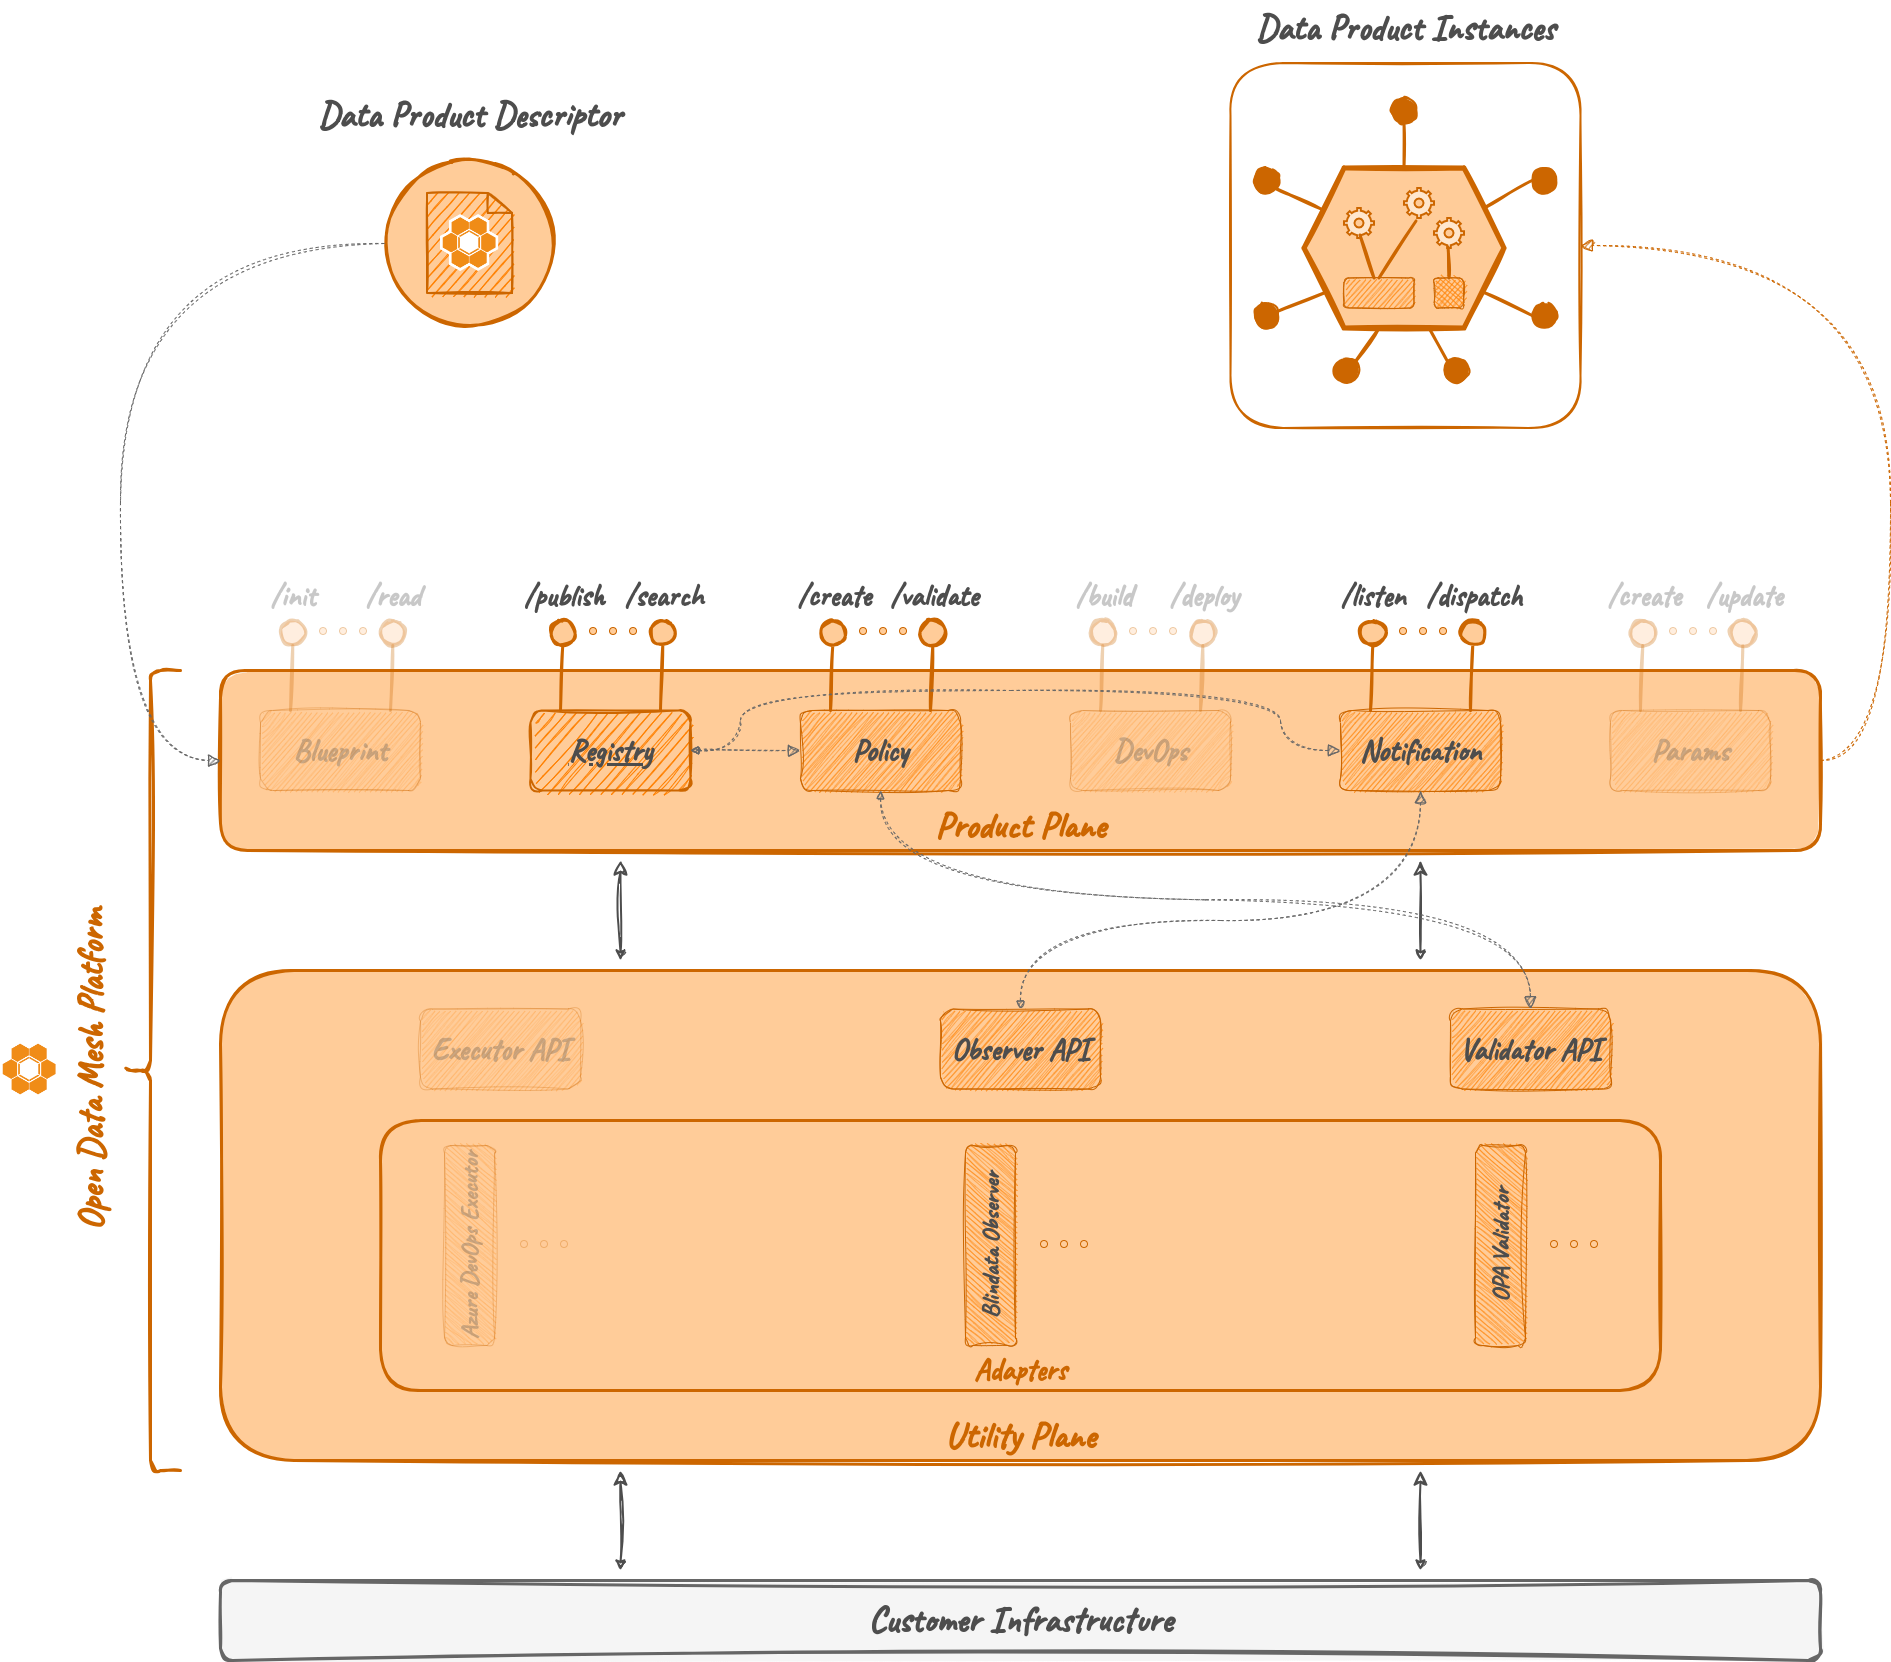 Data Product Instances
Data Product Descriptor
/init /read
/publish /search
/create /validate
/build /deploy
/listen /dispatch
/create /update
Blueprint
Registry
Policy
DevOps
Notification
Params
Product Plane
Open Data Mesh Platform
Executor API
Observer API
Validator API
Azure DevOps Executor
Blindata Observer
OPA Validator
Adapters
Utility Plane
Customer Infrastructure